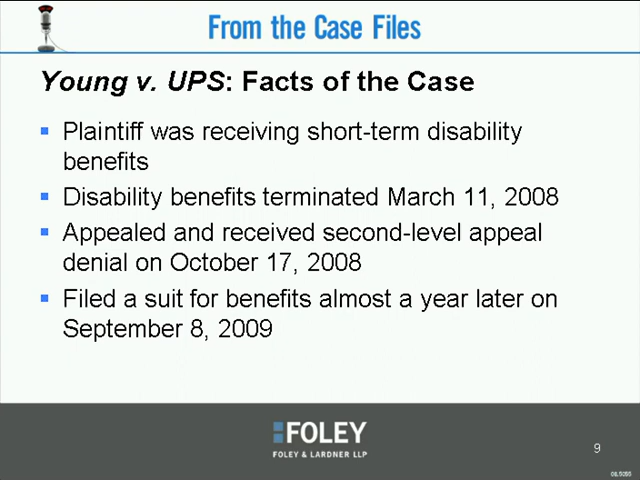 From the Case Files
Young v. UPS: Facts of the Case
Plaintiff was receiving short-term disability
benefits
Disability benefits terminated March 11, 2008
Appealed and received second-level appeal
denial on October 17, 2008
Filed a suit for benefits almost a year later on
September 8, 2009
FOLEY
FOLEY & LARDNER LLP
9